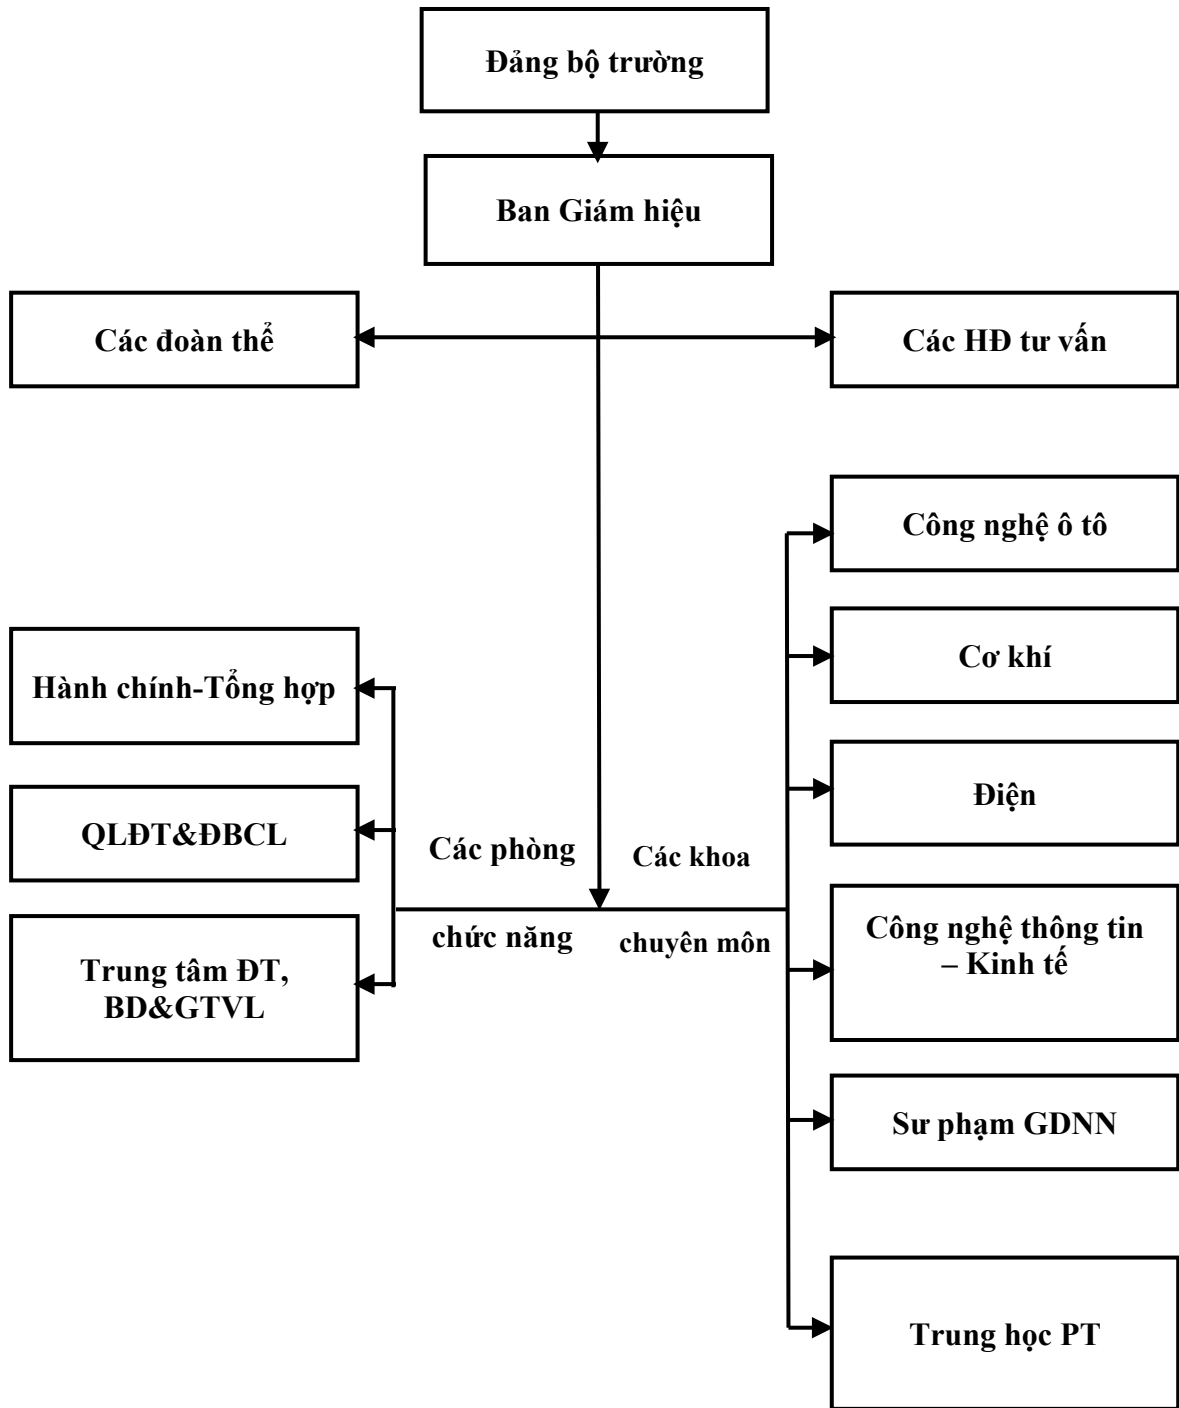 Đảng bộ trường
Ban Giám hiệu
Các đoàn thể
Các HĐ tư vấn
Công nghệ ô tô
Cơ khí
Hành chính-Tổng hợp
Điện
QLĐT&ĐBCL
Các phòng
chức năng
Các khoa
chuyên môn
Công nghệ thông tin
– Kinh tế
Trung tâm ĐT,
BD&GTVL
Sư phạm GDNN
Trung học PT